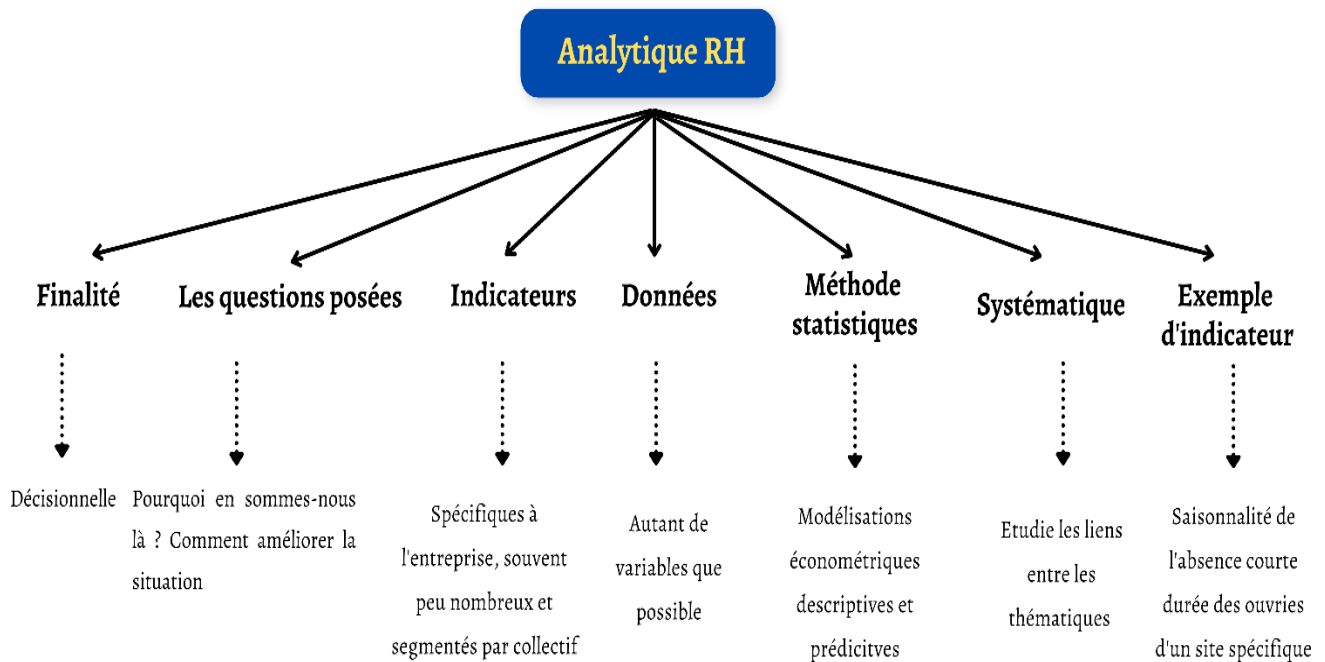 Analytique RH
Finalité
Les questions posées
Indicateurs
Données
Méthode
statistiques
Systématique
Exemple
d'indicateur
Décisionnelle
Pourquoi en sommes-nous
là ? Comment améliorer la
situation
Spécifiques à
l'entreprise, souvent
peu nombreux et
segmentés par collectif
Autant de
variables que
possible
Modélisations
économétriques
descriptives et
prédicitves
Etudie les liens
entre les
thématiques
Saisonnalité de
l'absence courte
durée des ouvries
d'un site spécifique